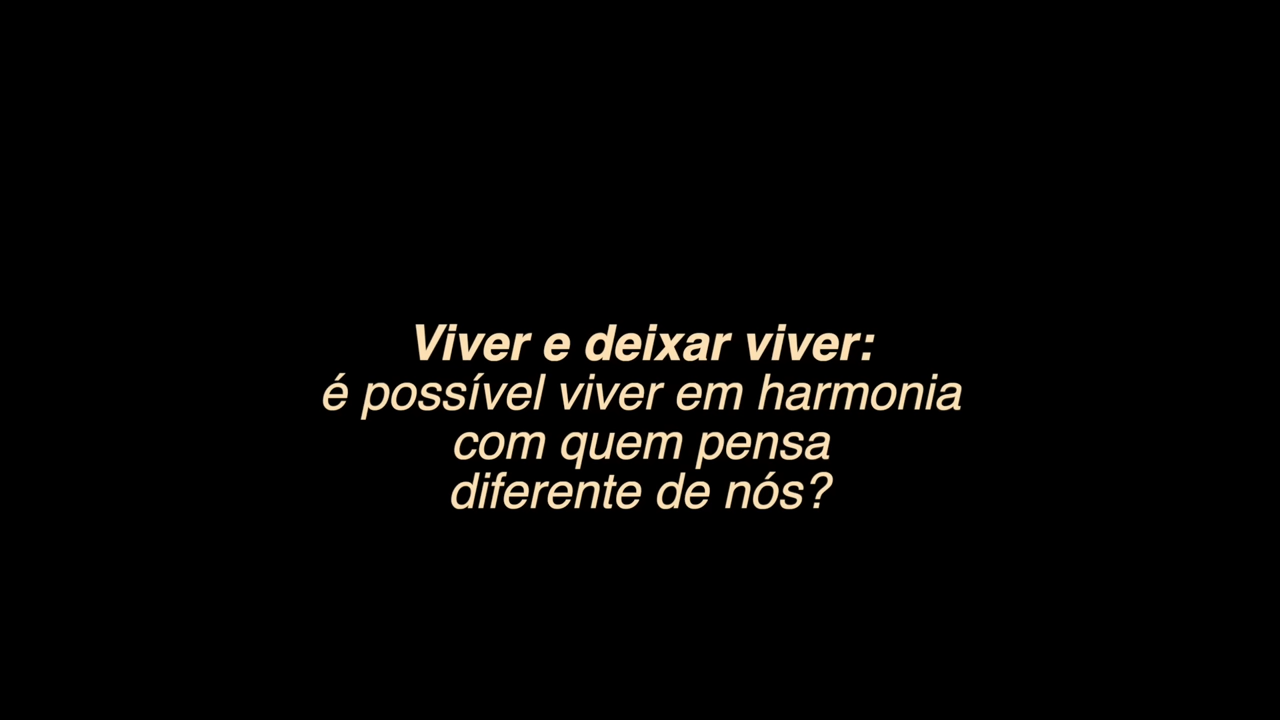 Viver e deixar viver:
é possível viver em harmonia
com quem pensa
diferente de nós?